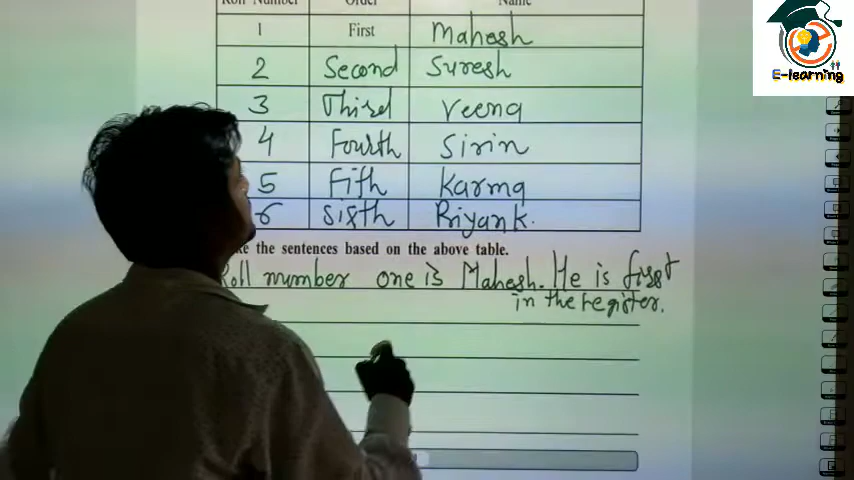 Roll Number Order Name
1 First Mahesh
2 Second Suresh
3 Third Veena
4 Fourth Sirin
5 Fifth Karma
6 Sixth Riyank.
the sentences based on the above table.
Roll number one is Mahesh. He is first
in the register.
E-learning